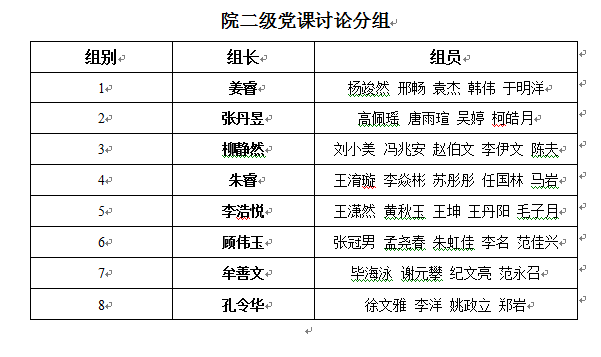 院二级党课讨论分组
组别 组长 组员
1 姜睿 杨竣然 邢畅 袁杰 韩伟 于明洋
2 张丹昱 高佩瑶 唐雨瑄 吴婷 柯皓月
3 柳静然 刘小美 冯兆安 赵伯文 李伊文 陈夫
4 朱睿 王淯璇 李焱彬 苏彤彤 任国林 马岩
5 李浩悦 王潇然 黄秋玉 王坤 王丹阳 毛子月
6 顾伟玉 张冠男 孟尧春 朱虹佳 李名 范佳兴
7 牟善文 毕海泳 谢元攀 纪文亮 范永召
8 孔令华 徐文雅 李洋 姚政立 郑岩